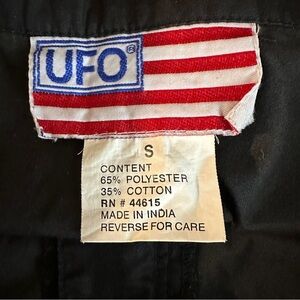 UFO®
S
CONTENT
65% POLYESTER
35% COTTON
RN # 44615
MADE IN INDIA
REVERSE FOR CARE